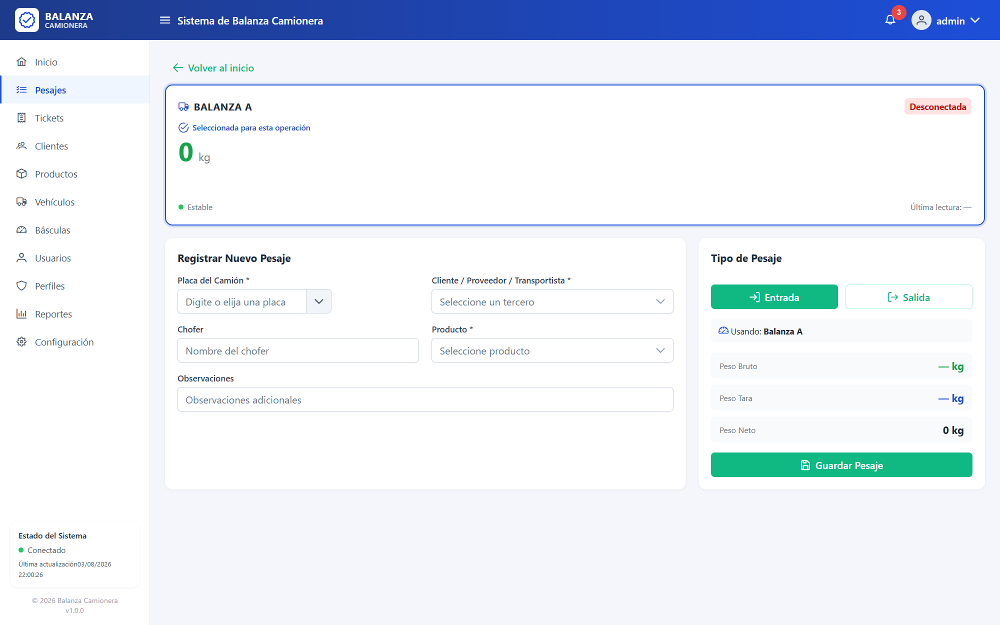 BALANZA
CAMIONERA
Sistema de Balanza Camionera
3
admin
Inicio
Pesajes
Tickets
Clientes
Productos
Vehículos
Básculas
Usuarios
Perfiles
Reportes
Configuración
Estado del Sistema
Conectado
Última actualización03/08/2026
22:00:26
© 2026 Balanza Camionera
v1.0.0
Volver al inicio
BALANZA A
Desconectada
Seleccionada para esta operación
0 kg
Estable
Última lectura: —
Registrar Nuevo Pesaje
Placa del Camión *
Digite o elija una placa
Cliente / Proveedor / Transportista *
Seleccione un tercero
Chofer
Nombre del chofer
Producto *
Seleccione producto
Observaciones
Observaciones adicionales
Tipo de Pesaje
Entrada
Salida
Usando: Balanza A
Peso Bruto
— kg
Peso Tara
— kg
Peso Neto
0 kg
Guardar Pesaje